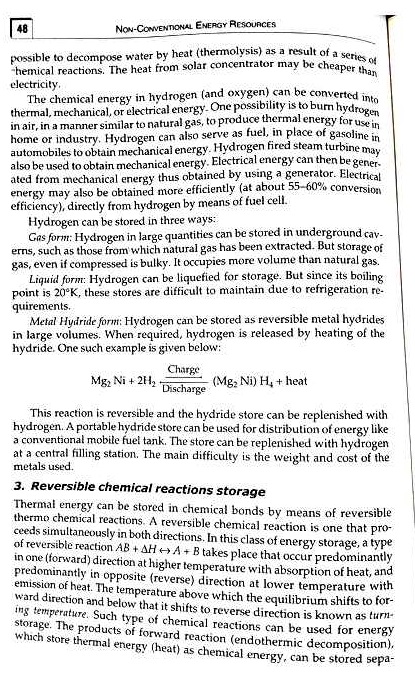 48 NON-CONVENTIONAL ENERGY RESOURCES
possible to decompose water by heat (thermolysis) as a result of a series of
chemical reactions. The heat from solar concentrator may be cheaper than
electricity.
The chemical energy in hydrogen (and oxygen) can be converted into
thermal, mechanical, or electrical energy. One possibility is to burn hydrogen
in air, in a manner similar to natural gas, to produce thermal energy for use in
home or industry. Hydrogen can also serve as fuel, in place of gasoline in
automobiles to obtain mechanical energy. Hydrogen fired steam turbine may
also be used to obtain mechanical energy. Electrical energy can then be gener-
ated from mechanical energy thus obtained by using a generator. Electrical
energy may also be obtained more efficiently (at about 55–60% conversion
efficiency), directly from hydrogen by means of fuel cell.
Hydrogen can be stored in three ways:
Gas form: Hydrogen in large quantities can be stored in underground cav-
erns, such as those from which natural gas has been extracted. But storage of
gas, even if compressed is bulky. It occupies more volume than natural gas.
Liquid form: Hydrogen can be liquefied for storage. But since its boiling
point is 20°K, these stores are difficult to maintain due to refrigeration re-
quirements.
Metal Hydride form: Hydrogen can be stored as reversible metal hydrides
in large volumes. When required, hydrogen is released by heating of the
hydride. One such example is given below:
Mg₂ Ni + 2H₂ Charge / Discharge (Mg₂ Ni) H₄ + heat
This reaction is reversible and the hydride store can be replenished with
hydrogen. A portable hydride store can be used for distribution of energy like
a conventional mobile fuel tank. The store can be replenished with hydrogen
at a central filling station. The main difficulty is the weight and cost of the
metals used.
3. Reversible chemical reactions storage
Thermal energy can be stored in chemical bonds by means of reversible
thermo chemical reactions. A reversible chemical reaction is one that pro-
ceeds simultaneously in both directions. In this class of energy storage, a type
of reversible reaction AB + ΔH ↔ A + B takes place that occur predominantly
in one (forward) direction at higher temperature with absorption of heat, and
predominantly in opposite (reverse) direction at lower temperature with
emission of heat. The temperature above which the equilibrium shifts to for-
ward direction and below that it shifts to reverse direction is known as turn-
ing temperature. Such type of chemical reactions can be used for energy
storage. The products of forward reaction (endothermic decomposition),
which store thermal energy (heat) as chemical energy, can be stored sepa-